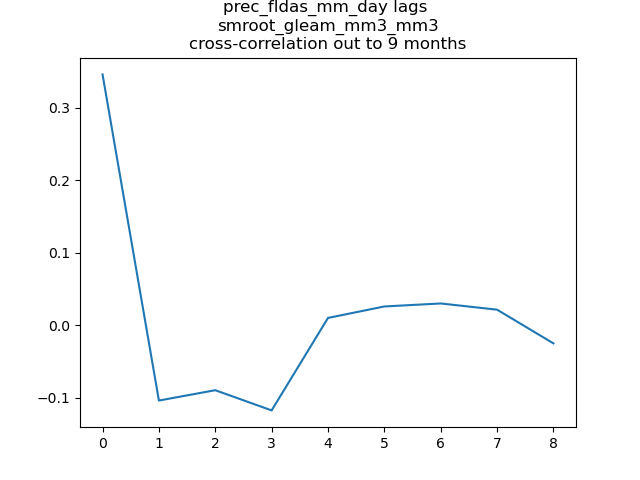 prec_fldas_mm_day lags
smroot_gleam_mm3_mm3
cross-correlation out to 9 months
0.3
0.2
0.1
0.0
−0.1
0 1 2 3 4 5 6 7 8